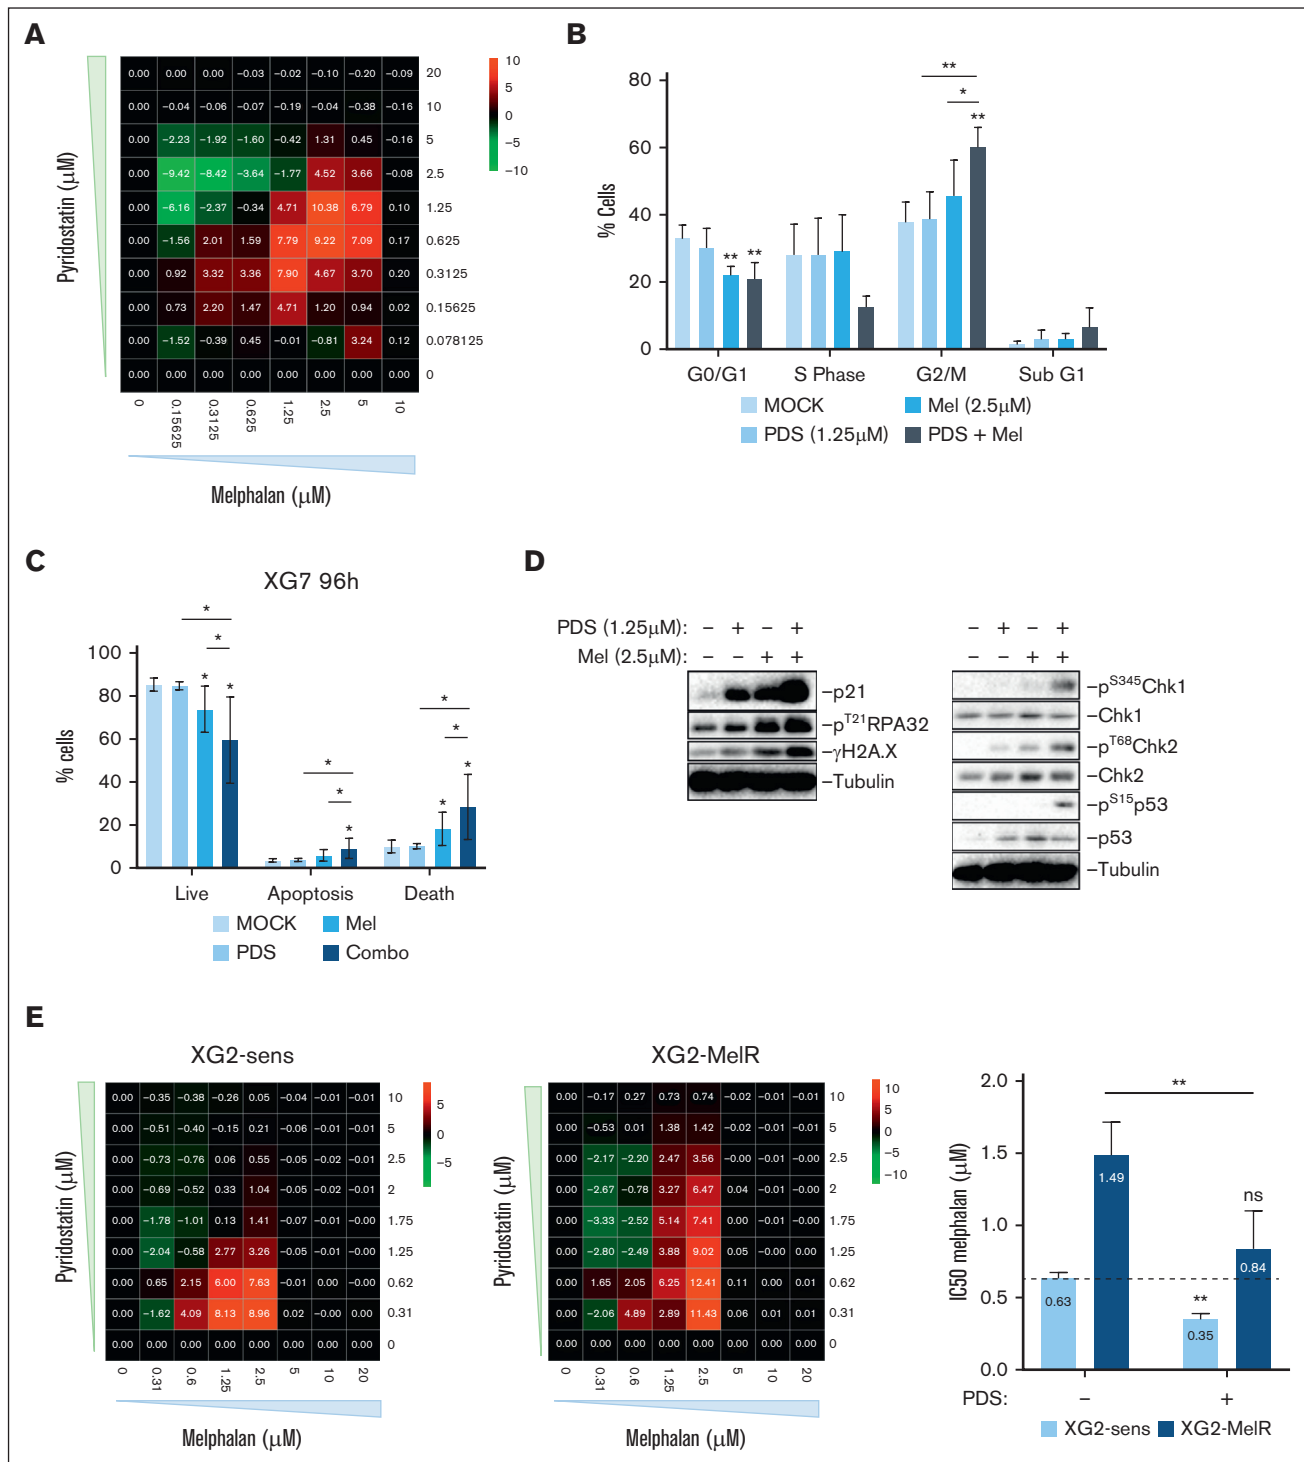 A
0.00 0.00 0.00 −0.03 −0.02 −0.10 −0.20 −0.09 20
0.00 −0.04 −0.06 −0.07 −0.19 −0.04 −0.38 −0.16 10
0.00 −2.23 −1.92 −1.60 −0.42 1.31 0.45 −0.16 5
0.00 −9.42 −8.42 −3.64 −1.77 4.52 3.66 −0.08 2.5
0.00 −6.16 −2.37 −0.34 4.71 10.38 6.79 0.10 1.25
0.00 −1.56 2.01 1.59 7.79 9.22 7.09 0.17 0.625
0.00 0.92 3.32 3.36 7.90 4.67 3.70 0.20 0.3125
0.00 0.73 2.20 1.47 4.71 1.20 0.94 0.02 0.15625
0.00 −1.52 −0.39 0.45 −0.01 −0.81 3.24 0.12 0.078125
0.00 0.00 0.00 0.00 0.00 0.00 0.00 0.00 0
0 0.15625 0.3125 0.625 1.25 2.5 5 10
Pyridostatin (μM)
Melphalan (μM)
10
5
0
−5
−10
B
% Cells
80
60
40
20
0
** * **
** **
G0/G1 S Phase G2/M Sub G1
MOCK Mel (2.5μM)
PDS (1.25μM) PDS + Mel
C
XG7 96h
% cells
100
80
60
40
20
0
* * * *
* * *
* * * *
Live Apoptosis Death
MOCK Mel
PDS Combo
D
PDS (1.25μM): − + − +
Mel (2.5μM): − − + +
–p21
–pT21RPA32
–γH2A.X
–Tubulin
− + − +
− − + +
–pS345Chk1
–Chk1
–pT68Chk2
–Chk2
–pS15p53
–p53
–Tubulin
E
XG2-sens
0.00 −0.35 −0.38 −0.26 0.05 −0.04 −0.01 −0.01 10
0.00 −0.51 −0.40 −0.15 0.21 −0.06 −0.01 −0.01 5
0.00 −0.73 −0.76 0.06 0.55 −0.05 −0.02 −0.01 2.5
0.00 −0.69 −0.52 0.33 1.04 −0.05 −0.02 −0.01 2
0.00 −1.78 −1.01 0.13 1.41 −0.07 −0.01 −0.00 1.75
0.00 −2.04 −0.58 2.77 3.26 −0.05 −0.01 −0.00 1.25
0.00 0.65 2.15 6.00 7.63 −0.01 0.00 −0.00 0.62
0.00 −1.62 4.09 8.13 8.96 0.02 −0.00 0.00 0.31
0.00 0.00 0.00 0.00 0.00 0.00 0.00 0.00 0
0 0.31 0.6 1.25 2.5 5 10 20
Pyridostatin (μM)
Melphalan (μM)
5
0
−5
XG2-MelR
0.00 −0.17 0.27 0.73 0.74 −0.02 −0.01 −0.01 10
0.00 −0.53 0.01 1.38 1.42 −0.02 −0.01 −0.01 5
0.00 −2.17 −2.20 2.47 3.56 −0.00 −0.01 −0.00 2.5
0.00 −2.67 −0.78 3.27 6.47 0.04 −0.01 −0.01 2
0.00 −3.33 −2.52 5.14 7.41 0.00 −0.01 −0.00 1.75
0.00 −2.80 −2.49 3.88 9.02 0.05 −0.00 0.00 1.25
0.00 1.65 2.05 6.25 12.41 0.11 0.00 0.01 0.62
0.00 −2.06 4.89 2.89 11.43 0.06 0.01 0.01 0.31
0.00 0.00 0.00 0.00 0.00 0.00 0.00 0.00 0
0 0.31 0.6 1.25 2.5 5 10 20
Pyridostatin (μM)
Melphalan (μM)
10
5
0
−5
−10
IC50 melphalan (μM)
2.0
1.5
1.0
0.5
0.0
**
0.63 1.49
** ns
0.35 0.84
PDS: − +
XG2-sens XG2-MelR